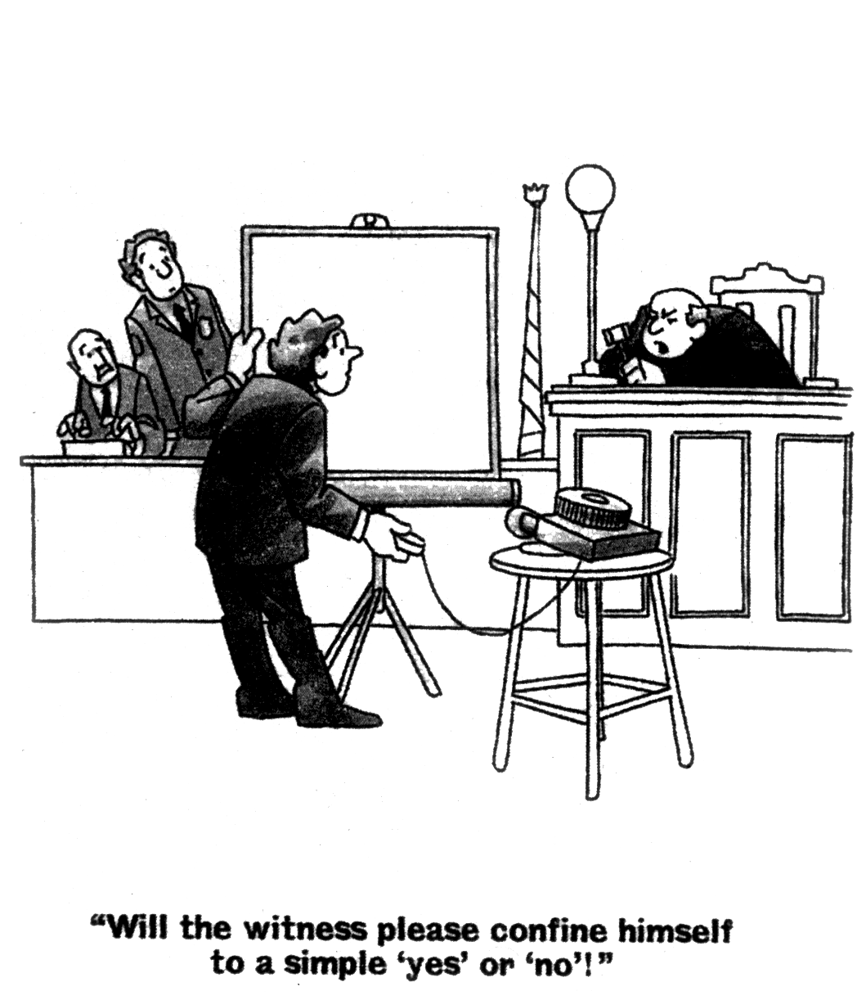 “Will the witness please confine himself
to a simple ‘yes’ or ‘no’!”